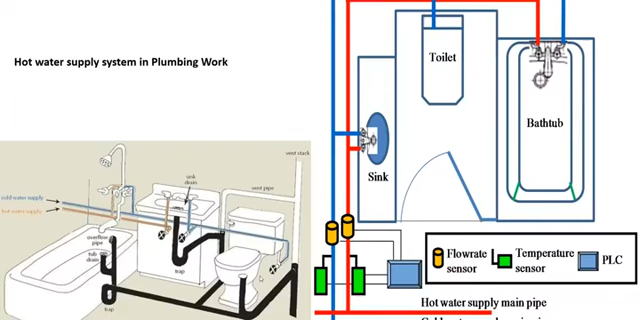 Hot water supply system in Plumbing Work
vent stack
sink
drain
vent pipe
cold water supply
hot water supply
overflow
pipe
tub
drain
trap
trap
Toilet
Bathtub
Sink
Flowrate
sensor
Temperature
sensor
PLC
Hot water supply main pipe